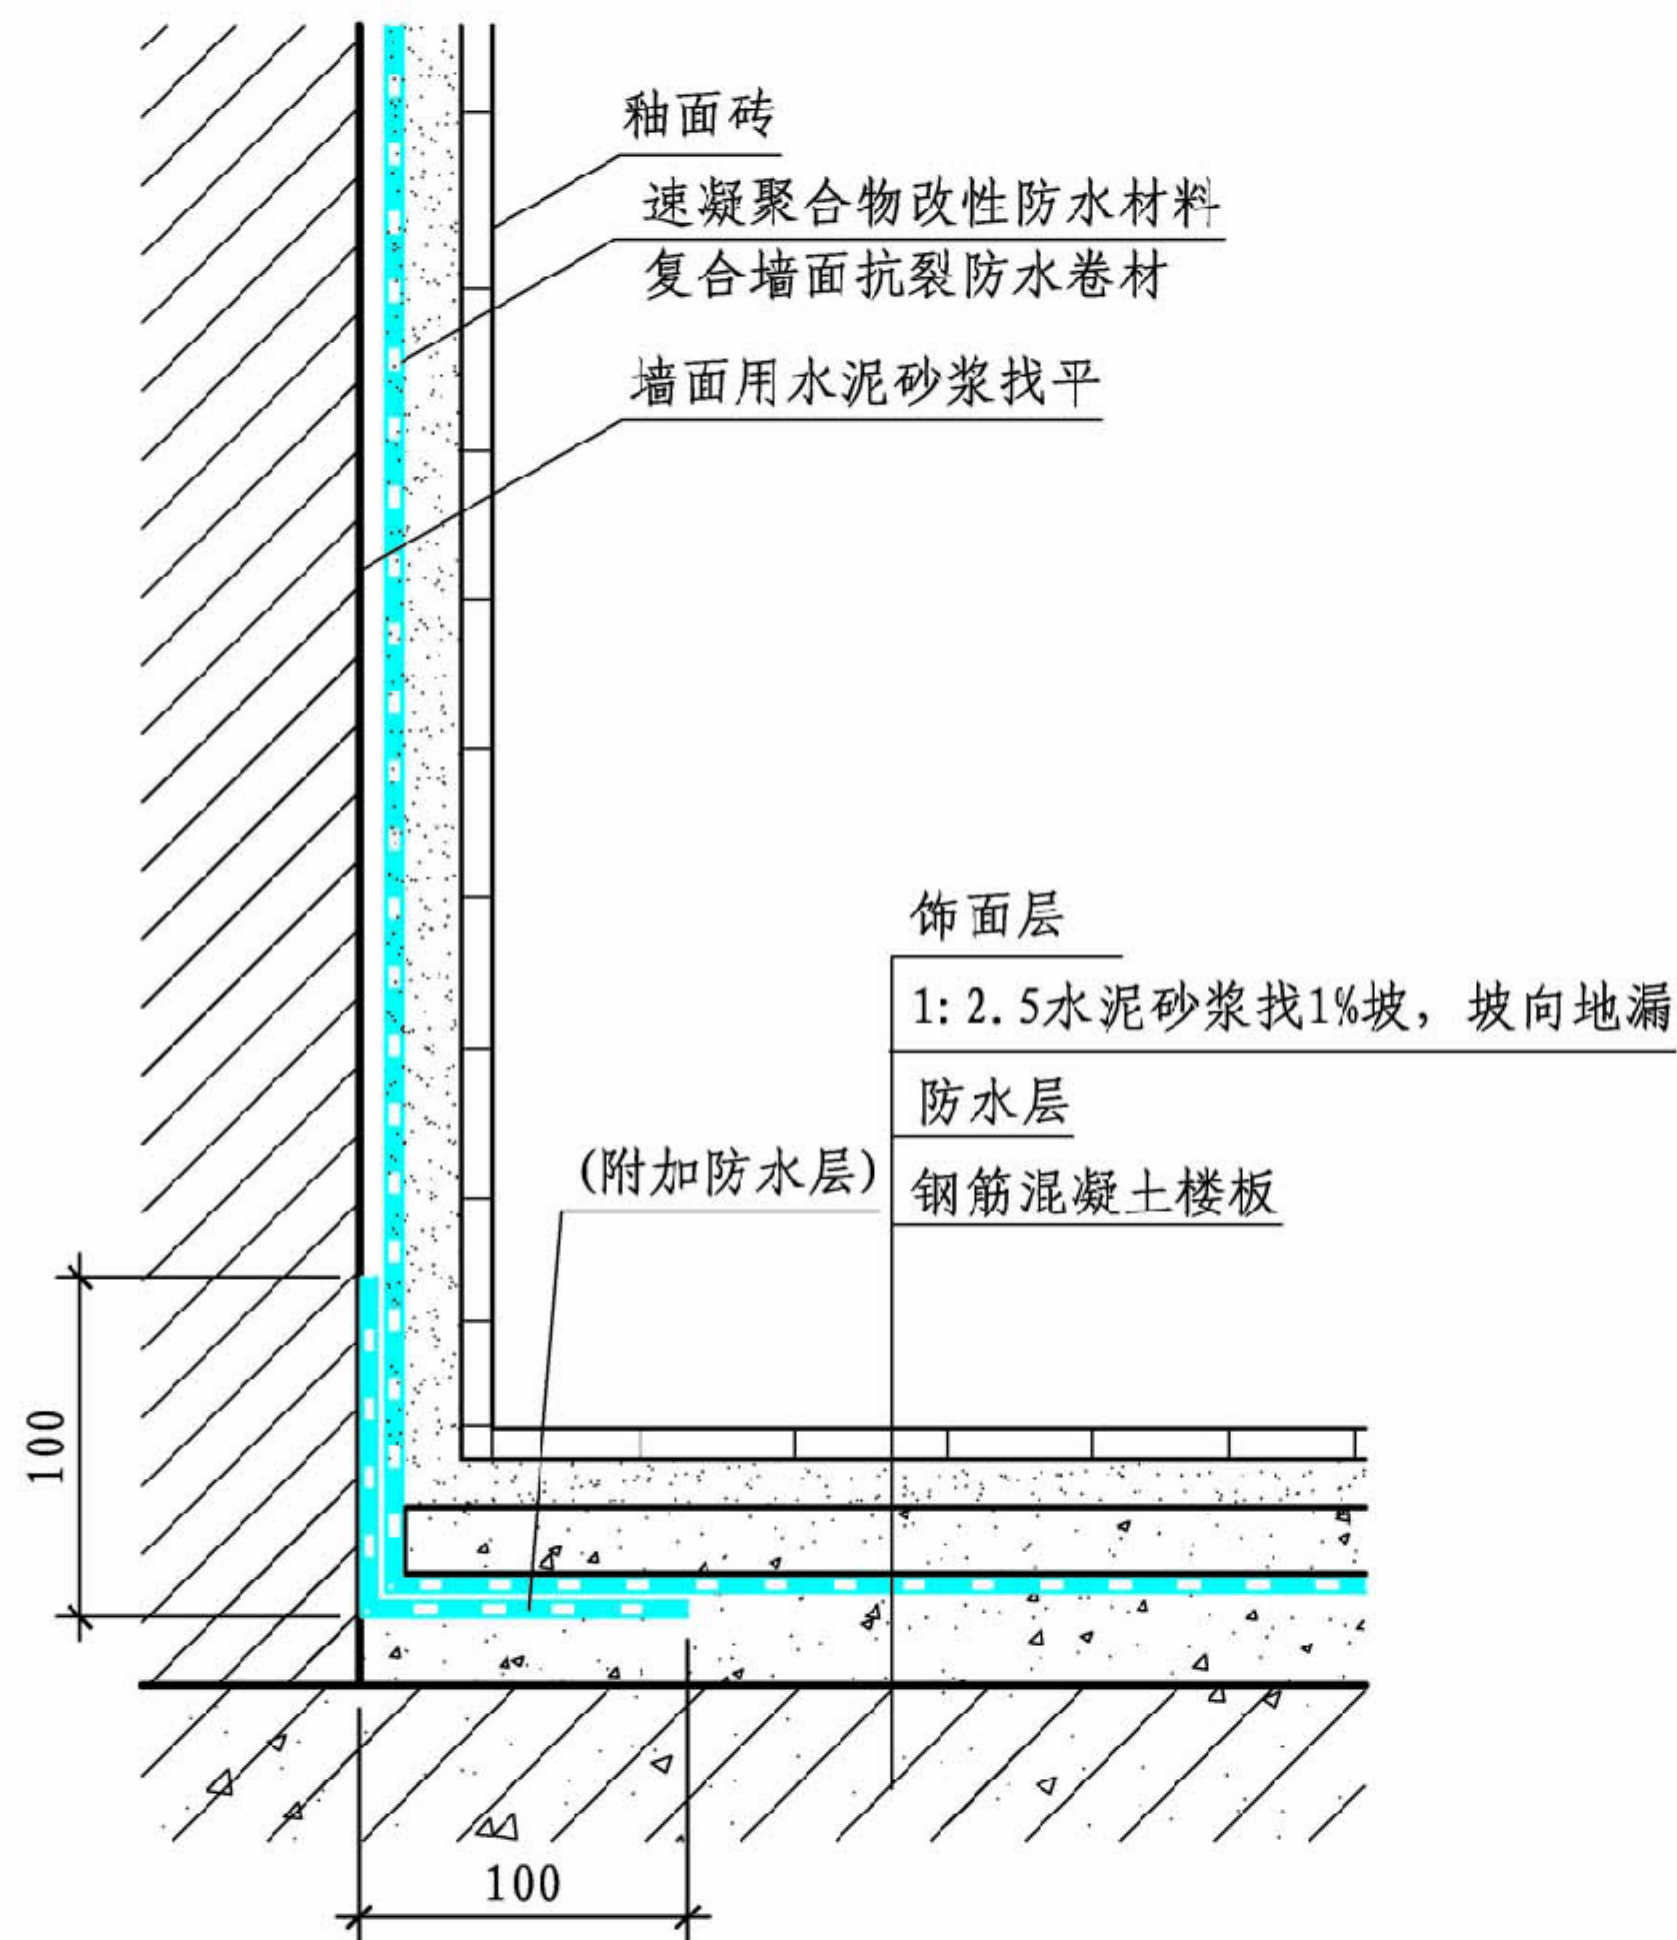 釉面砖
速凝聚合物改性防水材料
复合墙面抗裂防水卷材
墙面用水泥砂浆找平
饰面层
1:2.5水泥砂浆找1%坡，坡向地漏
防水层
(附加防水层)
钢筋混凝土楼板
100
100